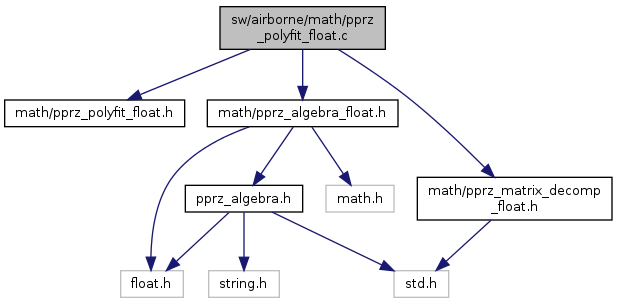 sw/airborne/math/pprz
_polyfit_float.c
math/pprz_polyfit_float.h
math/pprz_algebra_float.h
math/pprz_matrix_decomp
_float.h
pprz_algebra.h
math.h
float.h
string.h
std.h